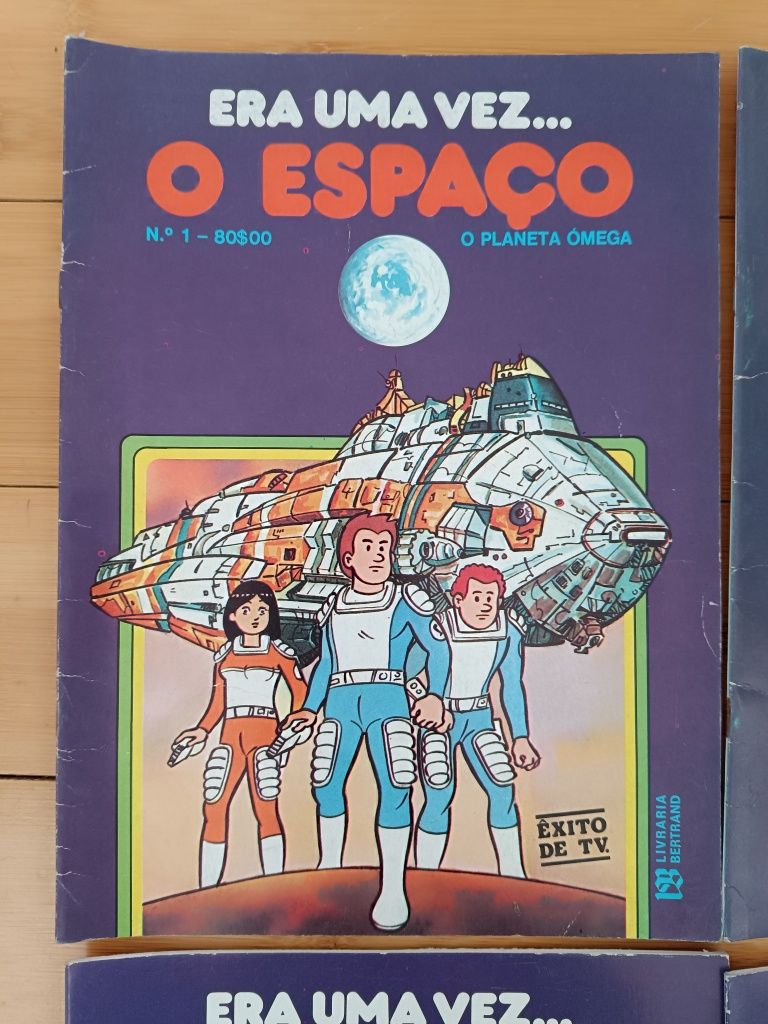 ERA UMA VEZ...
O ESPAÇO
N.º 1 – 80$00
O PLANETA ÓMEGA
ÊXITO
DE TV.
LIVRARIA
BERTRAND
ERA UMA VEZ...